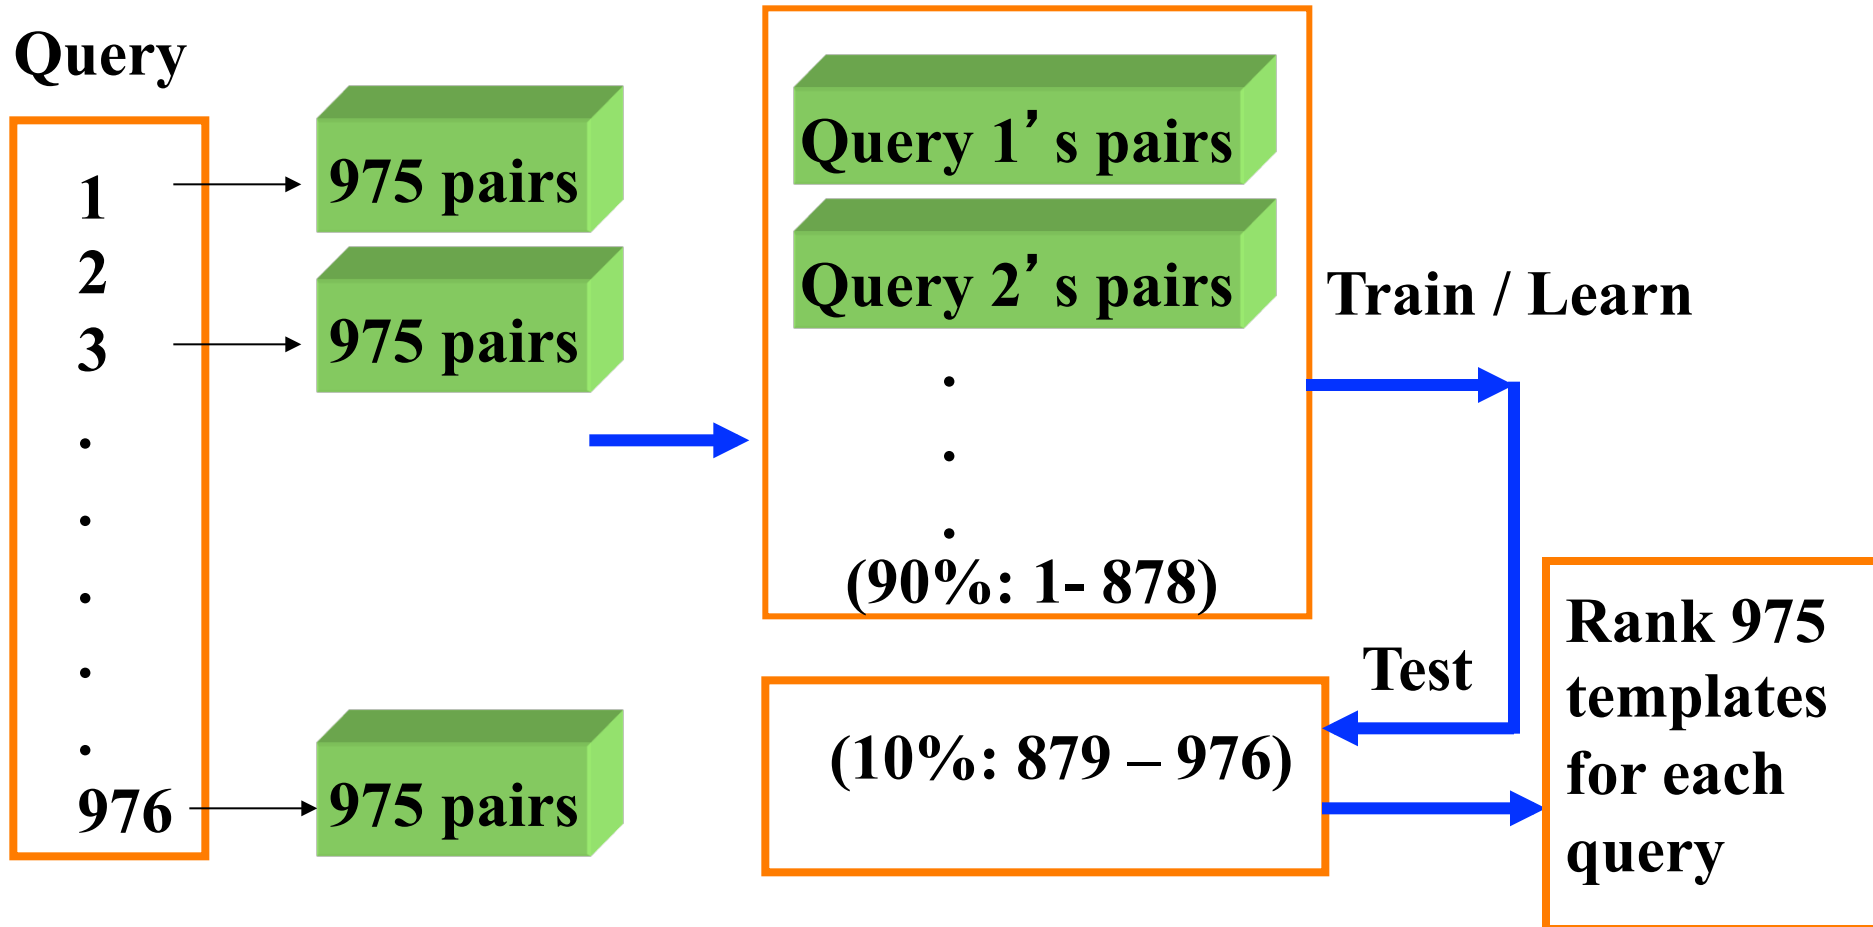 Query
1
2
3
.
.
.
.
.
976
975 pairs
975 pairs
975 pairs
Query 1’s pairs
Query 2’s pairs
.
.
.
(90%: 1- 878)
Train / Learn
Test
(10%: 879 – 976)
Rank 975
templates
for each
query